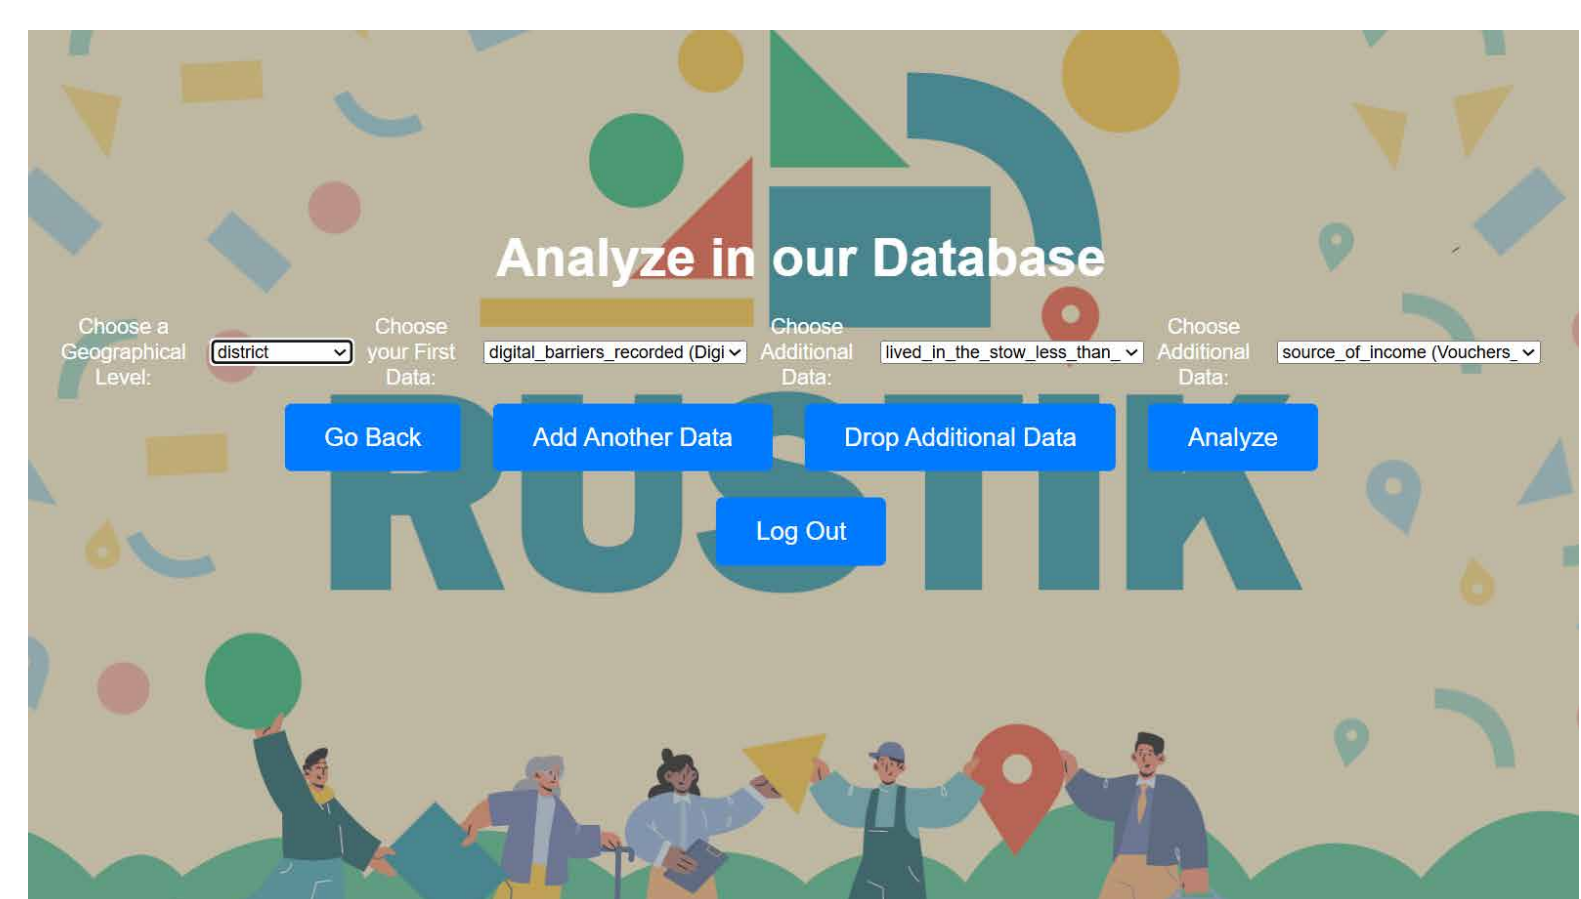 Analyze in our Database
Choose a
Geographical
Level:
district
Choose
your First
Data:
digital_barriers_recorded (Digi
Choose
Additional
Data:
lived_in_the_stow_less_than_
Choose
Additional
Data:
source_of_income (Vouchers_
Go Back
Add Another Data
Drop Additional Data
Analyze
RUSTIK
Log Out